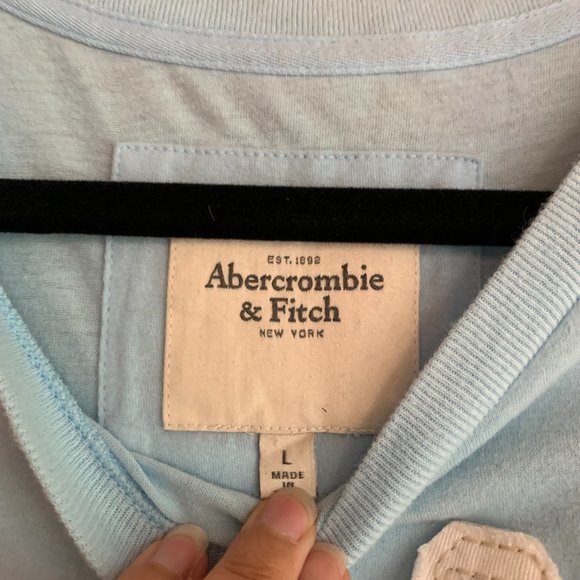 EST. 1892
Abercrombie
& Fitch
NEW YORK
L
MADE
IN